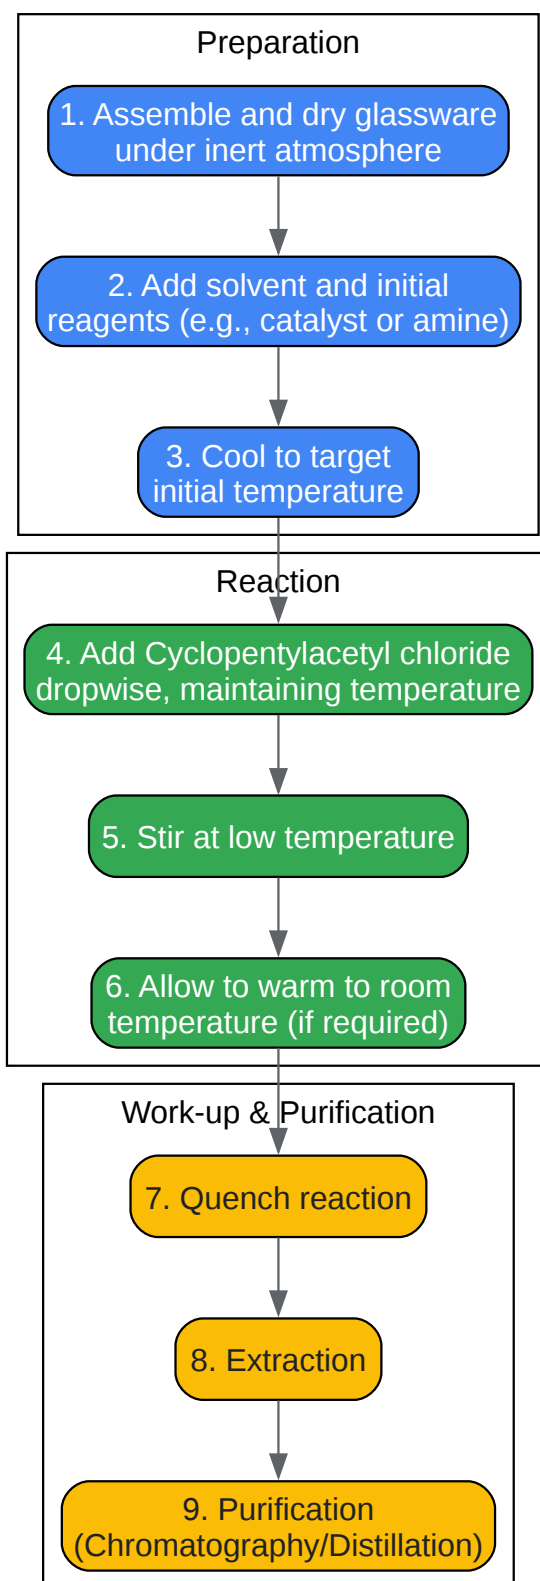 Preparation
1. Assemble and dry glassware
under inert atmosphere
2. Add solvent and initial
reagents (e.g., catalyst or amine)
3. Cool to target
initial temperature
Reaction
4. Add Cyclopentylacetyl chloride
dropwise, maintaining temperature
5. Stir at low temperature
6. Allow to warm to room
temperature (if required)
Work-up & Purification
7. Quench reaction
8. Extraction
9. Purification
(Chromatography/Distillation)